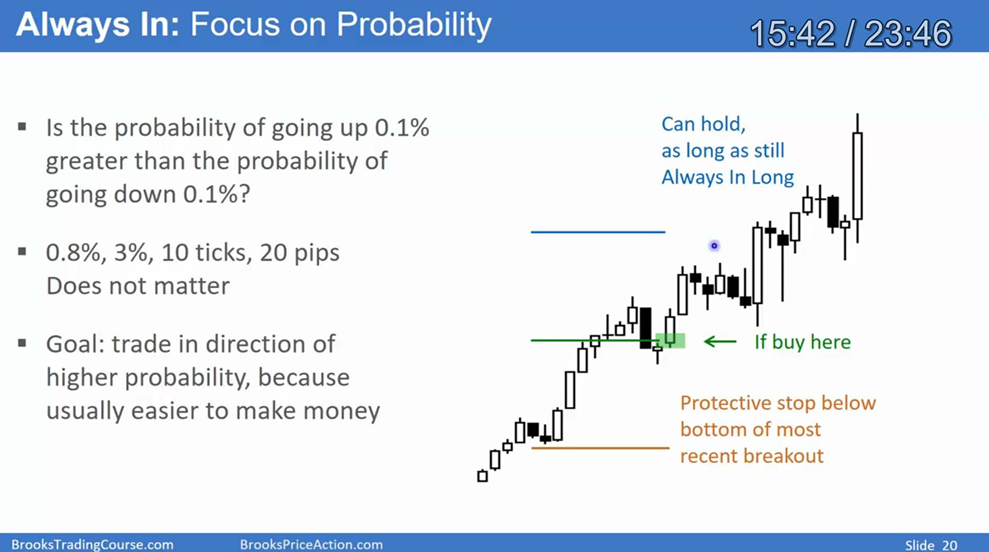 Always In: Focus on Probability
15:42 / 23:46
▪ Is the probability of going up 0.1%
greater than the probability of
going down 0.1%?
▪ 0.8%, 3%, 10 ticks, 20 pips
Does not matter
▪ Goal: trade in direction of
higher probability, because
usually easier to make money
Can hold,
as long as still
Always In Long
If buy here
Protective stop below
bottom of most
recent breakout
BrooksTradingCourse.com
BrooksPriceAction.com
Slide 20